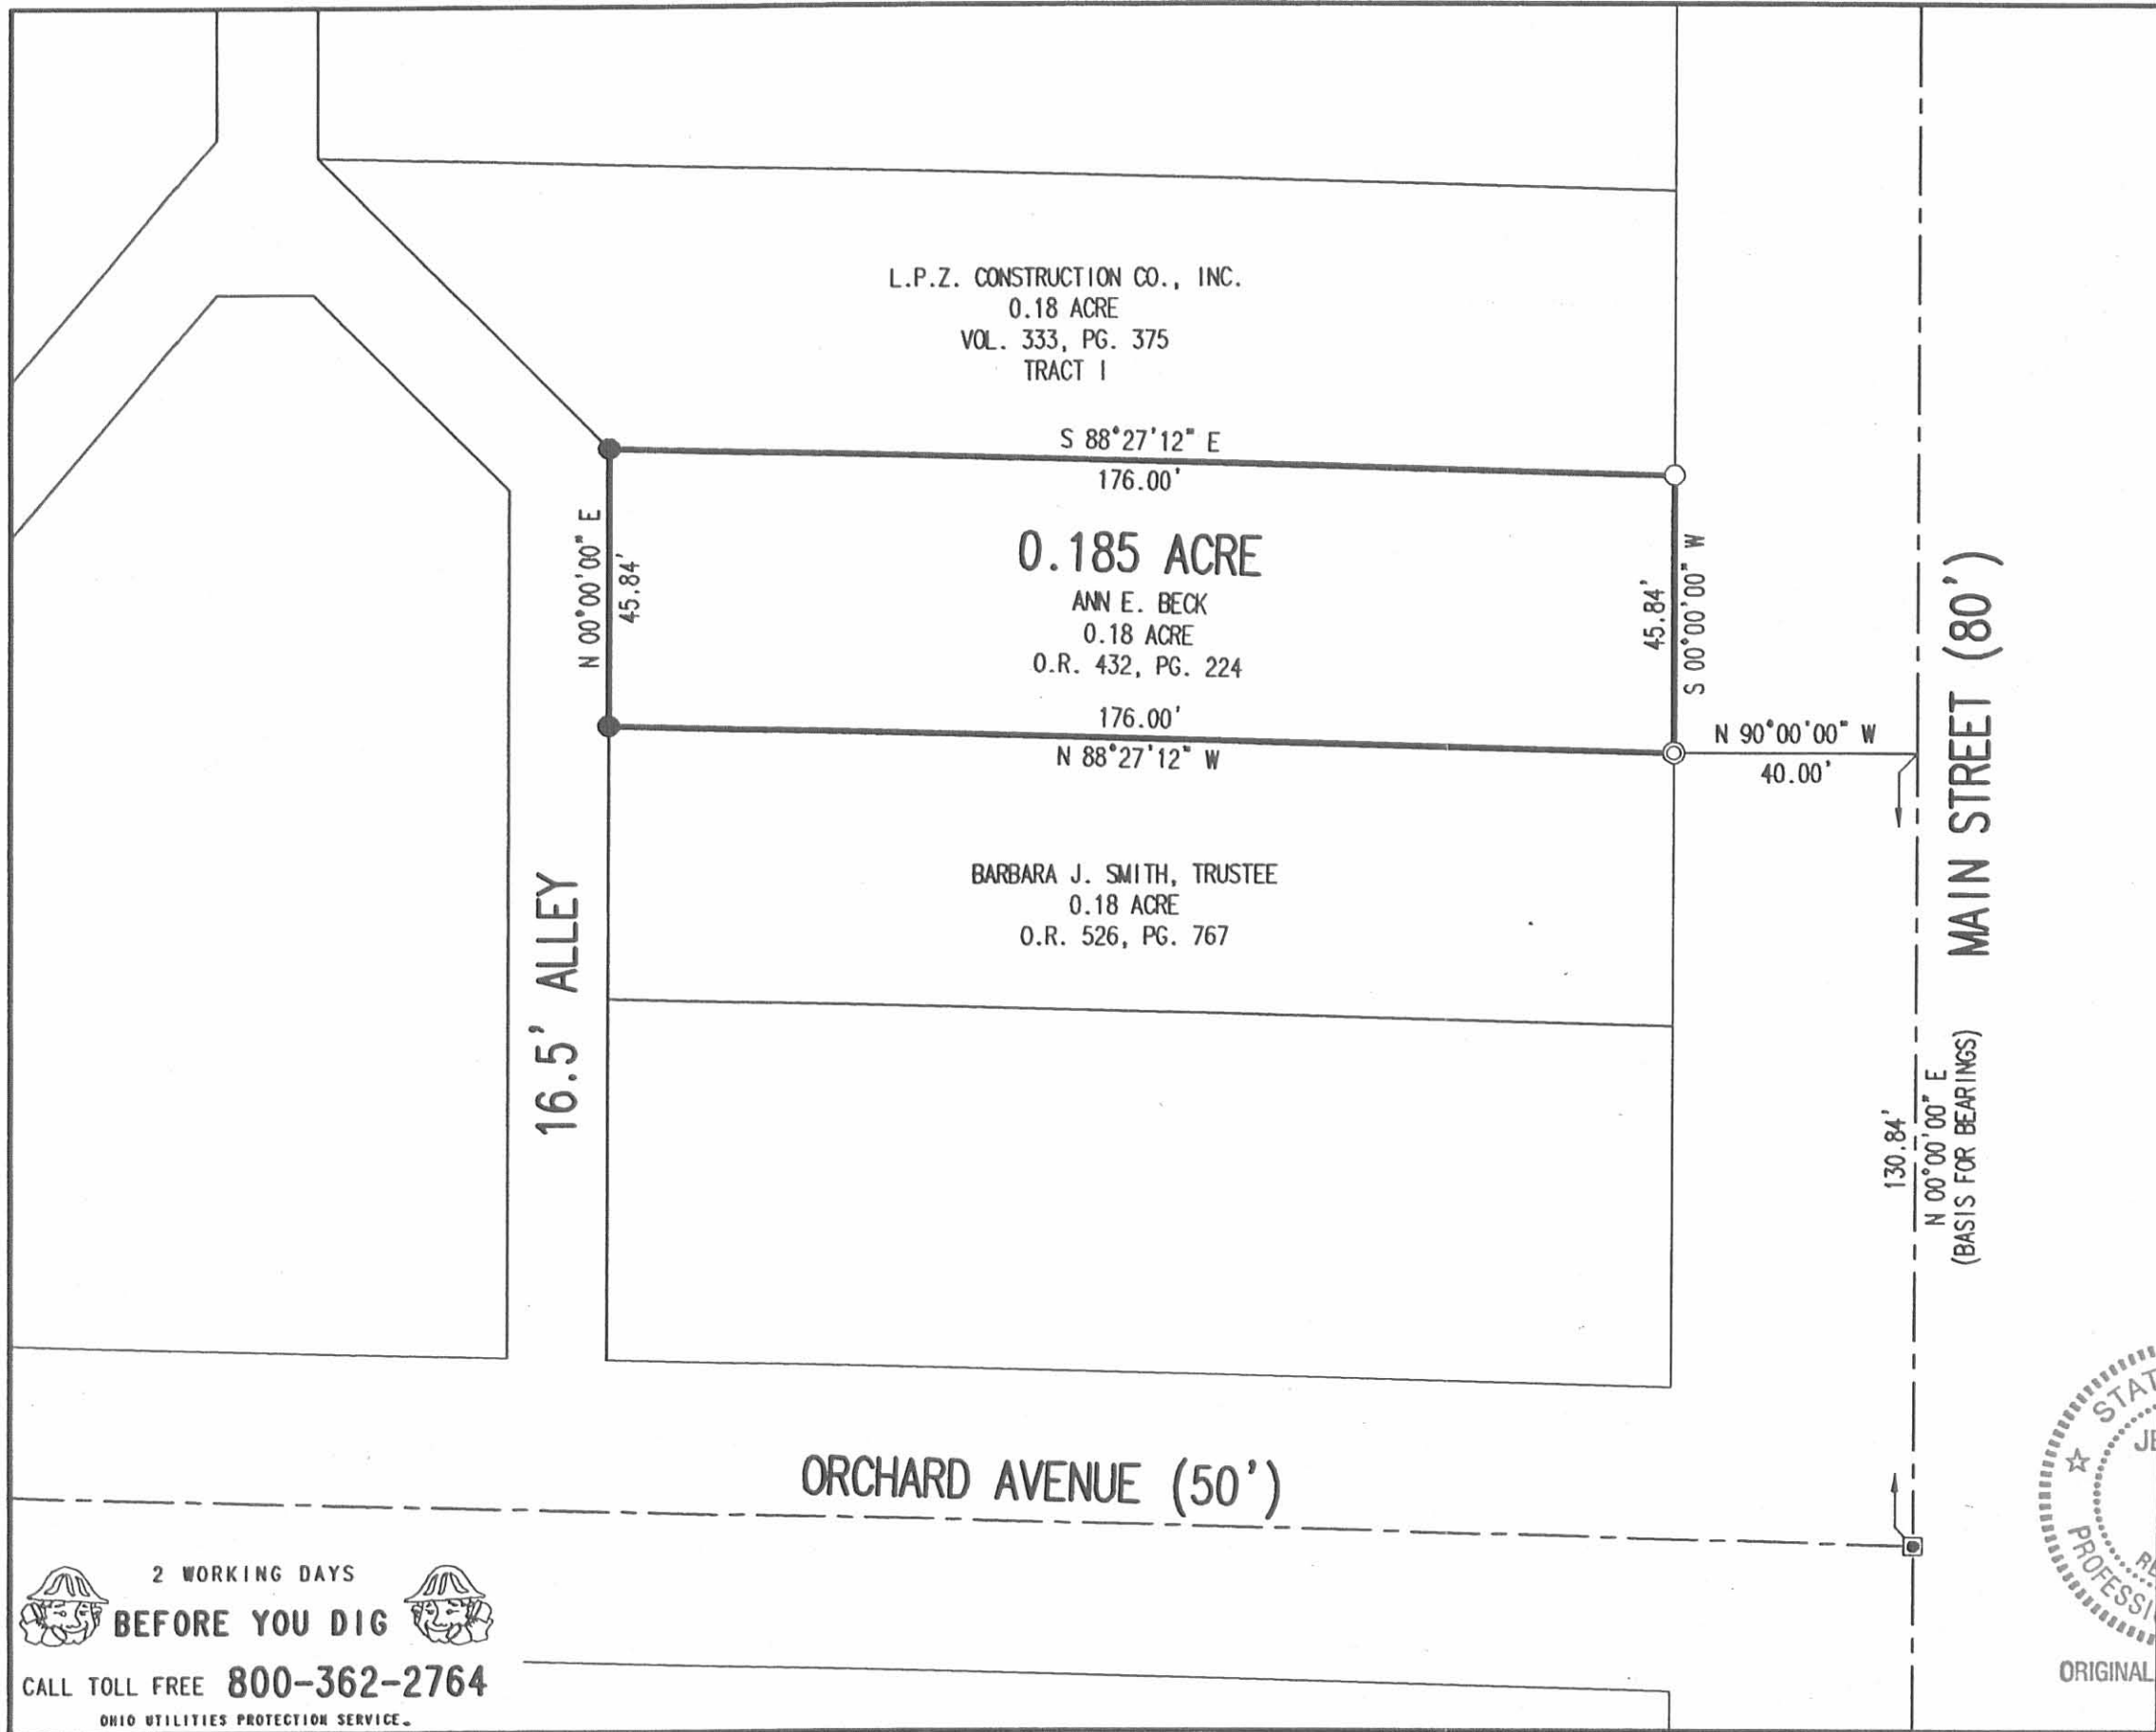 L.P.Z. CONSTRUCTION CO., INC.
0.18 ACRE
VOL. 333, PG. 375
TRACT I
S 88°27'12" E
176.00'
N 00°00'00" E
45.84'
0.185 ACRE
ANN E. BECK
0.18 ACRE
O.R. 432, PG. 224
45.84'
S 00°00'00" W
176.00'
N 88°27'12" W
N 90°00'00" W
40.00'
MAIN STREET (80')
BARBARA J. SMITH, TRUSTEE
0.18 ACRE
O.R. 526, PG. 767
16.5' ALLEY
130.84'
N 00°00'00" E
(BASIS FOR BEARINGS)
ORCHARD AVENUE (50')
2 WORKING DAYS
BEFORE YOU DIG
CALL TOLL FREE 800-362-2764
OHIO UTILITIES PROTECTION SERVICE.
ORIGINAL